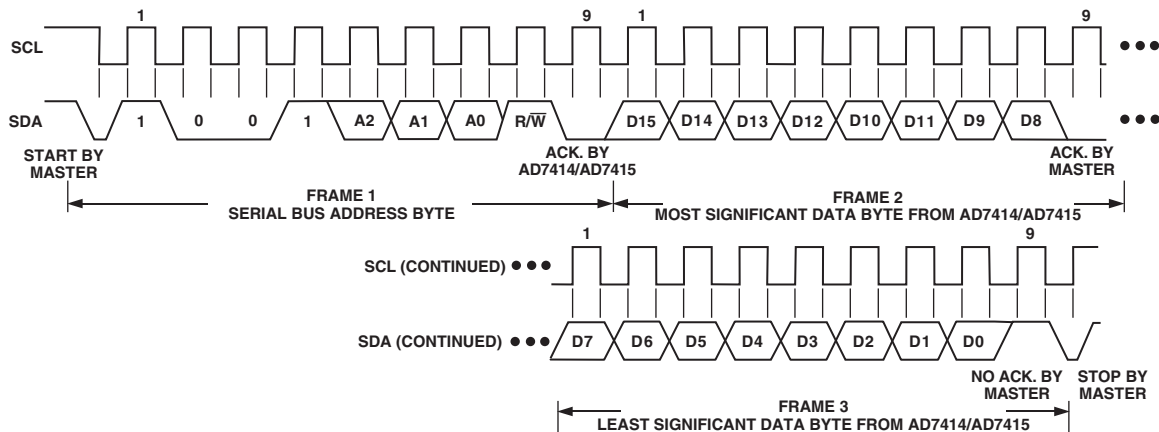 1 9 1 9
SCL
SDA 1 0 0 1 A2 A1 A0 R/W̅ D15 D14 D13 D12 D10 D11 D9 D8
START BY
MASTER
ACK. BY
AD7414/AD7415
ACK. BY
MASTER
FRAME 1
SERIAL BUS ADDRESS BYTE
FRAME 2
MOST SIGNIFICANT DATA BYTE FROM AD7414/AD7415
1 9
SCL (CONTINUED)
SDA (CONTINUED) D7 D6 D5 D4 D3 D2 D1 D0
NO ACK. BY
MASTER
STOP BY
MASTER
FRAME 3
LEAST SIGNIFICANT DATA BYTE FROM AD7414/AD7415